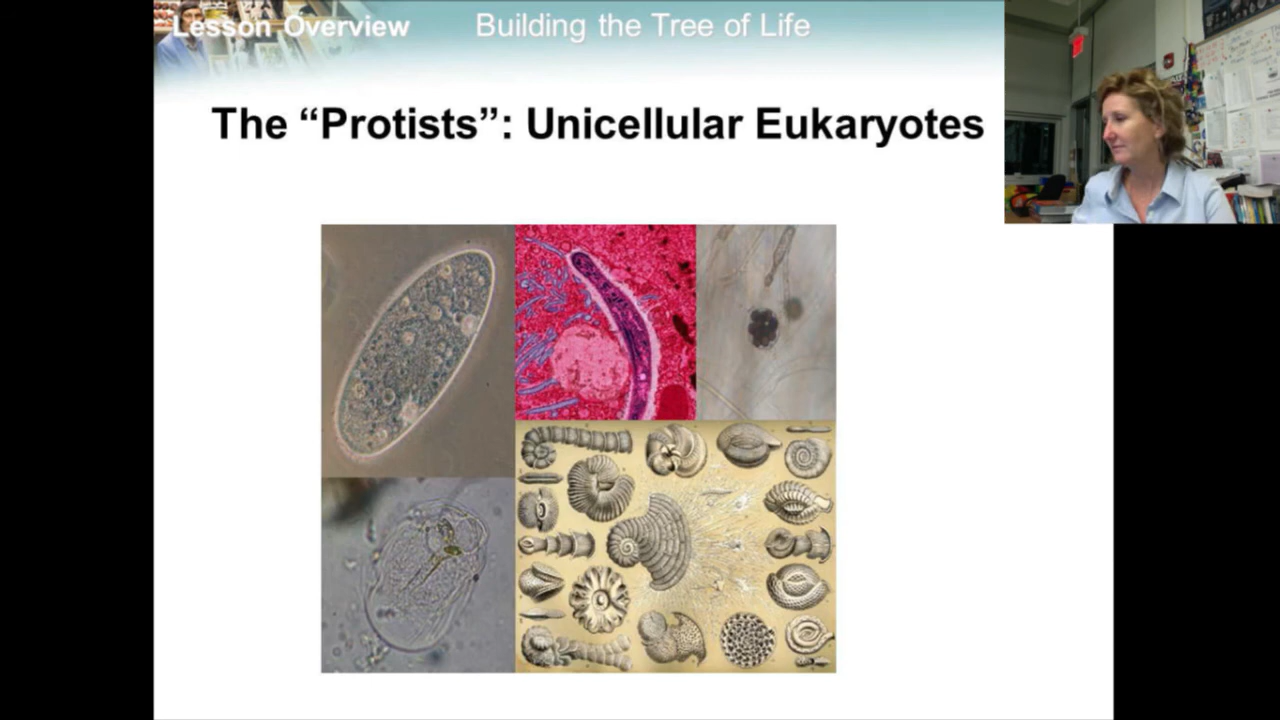 Lesson Overview Building the Tree of Life
The “Protists”: Unicellular Eukaryotes